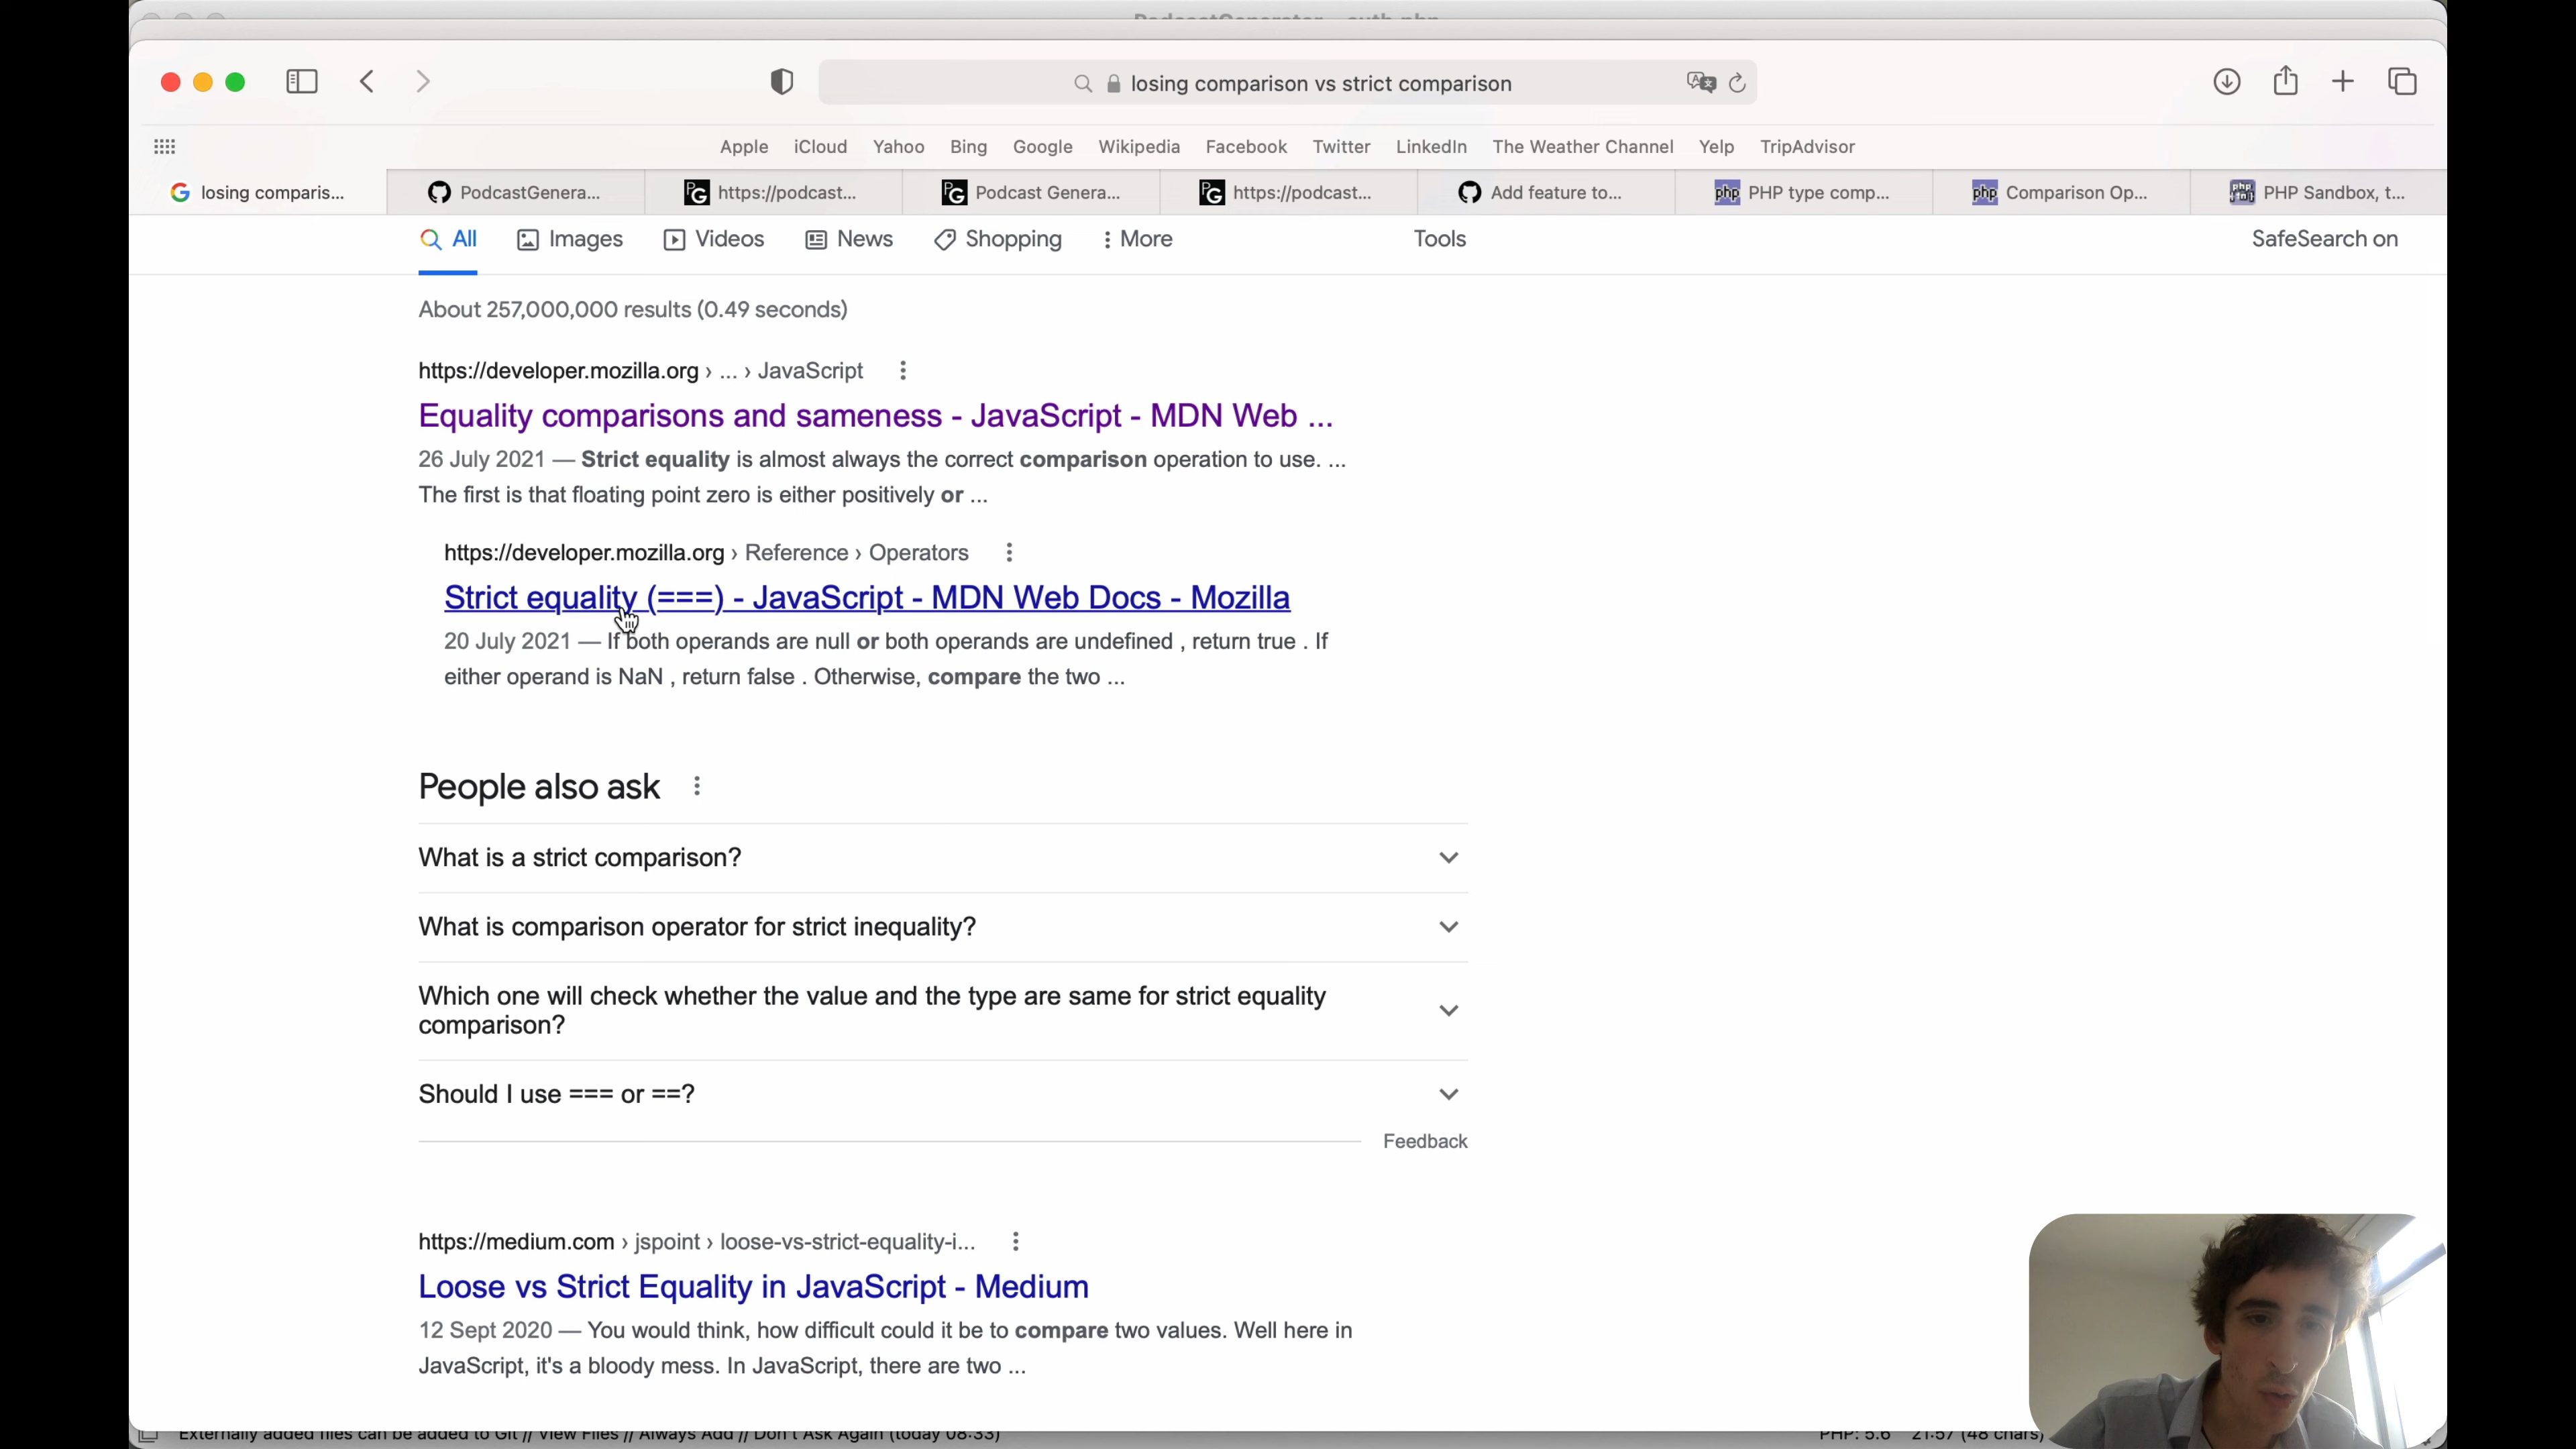 PodcastGenerator – auth.php
losing comparison vs strict comparison
Apple iCloud Yahoo Bing Google Wikipedia Facebook Twitter LinkedIn The Weather Channel Yelp TripAdvisor
losing comparis... PodcastGenera... https://podcast... Podcast Genera... https://podcast... Add feature to... PHP type comp... Comparison Op... PHP Sandbox, t...
All Images Videos News Shopping More Tools SafeSearch on
About 257,000,000 results (0.49 seconds)
https://developer.mozilla.org › ... › JavaScript
Equality comparisons and sameness - JavaScript - MDN Web ...
26 July 2021 — Strict equality is almost always the correct comparison operation to use. ...
The first is that floating point zero is either positively or ...
https://developer.mozilla.org › Reference › Operators
Strict equality (===) - JavaScript - MDN Web Docs - Mozilla
20 July 2021 — If both operands are null or both operands are undefined , return true . If
either operand is NaN , return false . Otherwise, compare the two ...
People also ask
What is a strict comparison?
What is comparison operator for strict inequality?
Which one will check whether the value and the type are same for strict equality
comparison?
Should I use === or ==?
Feedback
https://medium.com › jspoint › loose-vs-strict-equality-i...
Loose vs Strict Equality in JavaScript - Medium
12 Sept 2020 — You would think, how difficult could it be to compare two values. Well here in
JavaScript, it's a bloody mess. In JavaScript, there are two ...
Externally added files can be added to Git // View Files // Always Add // Don't Ask Again (today 08:33) PHP: 5.6 21:57 (48 chars)